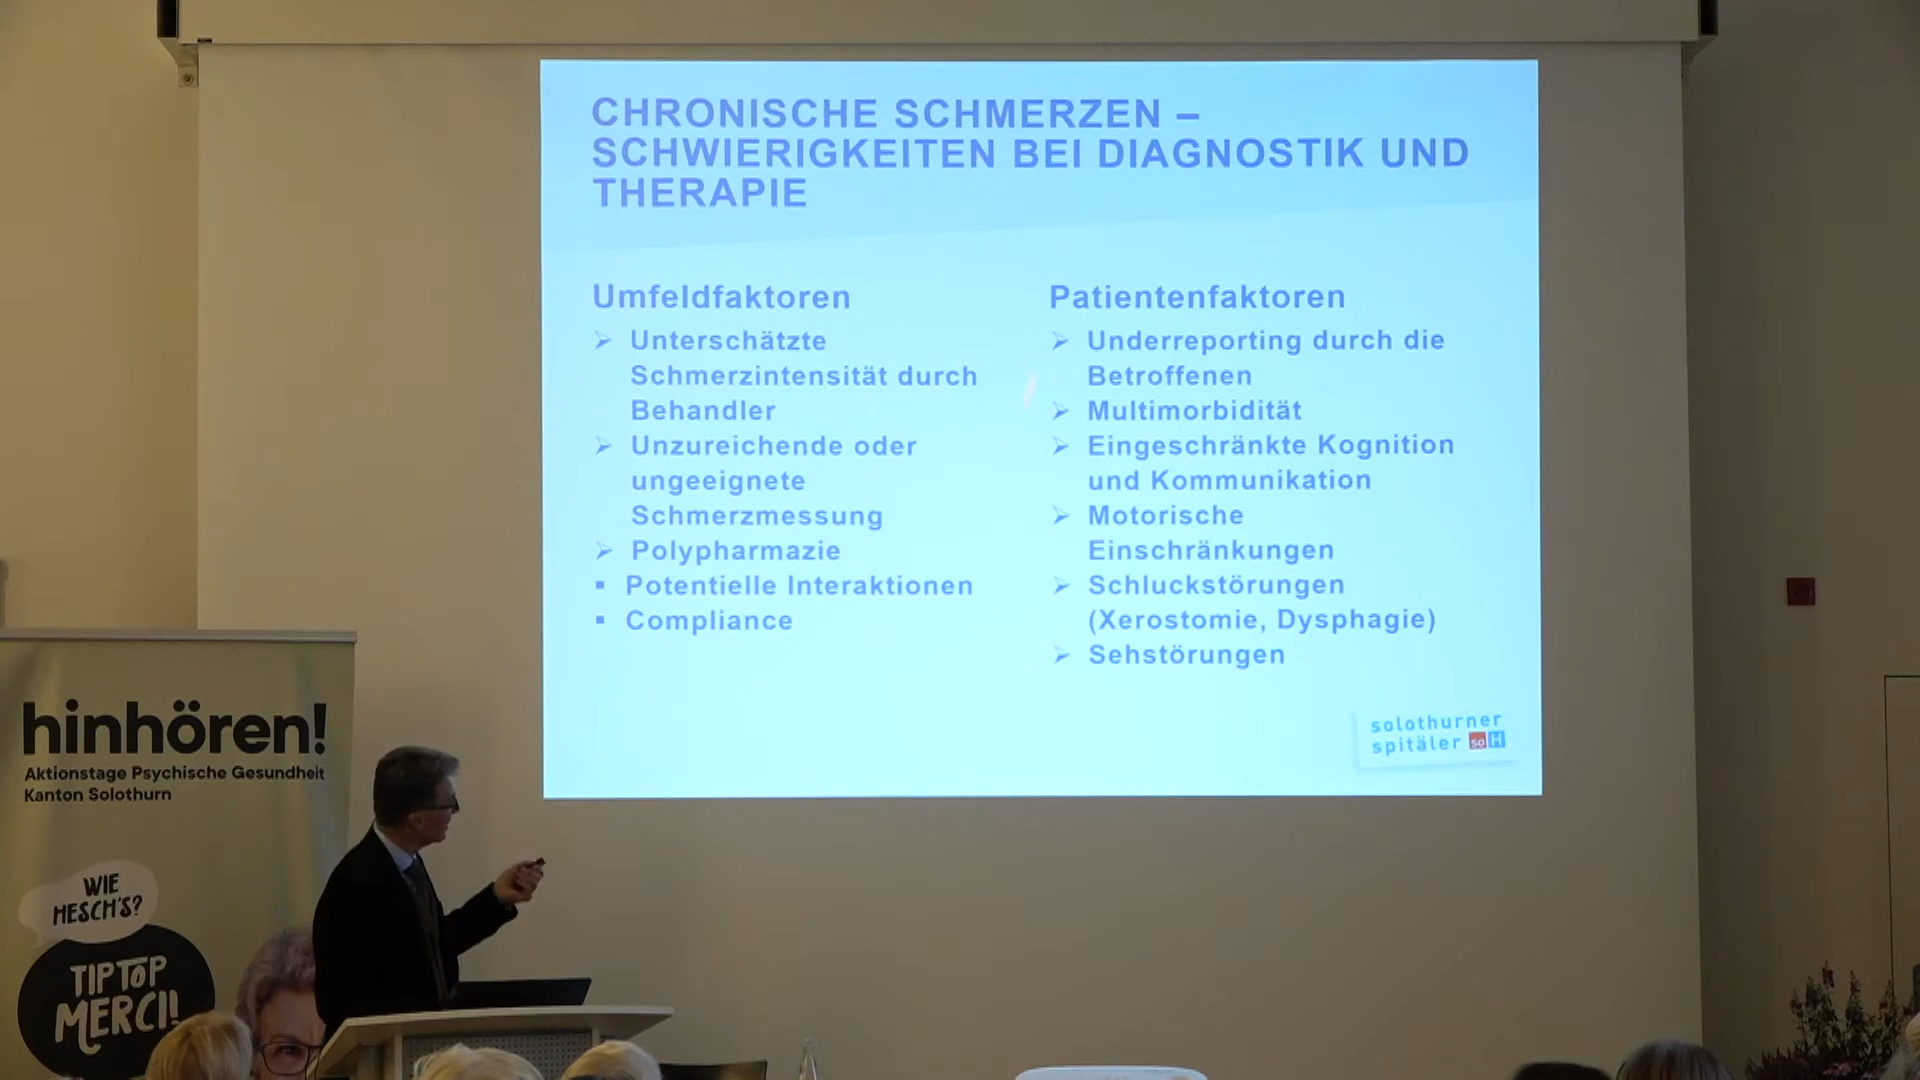 CHRONISCHE SCHMERZEN –
SCHWIERIGKEITEN BEI DIAGNOSTIK UND
THERAPIE
Umfeldfaktoren
➢ Unterschätzte
Schmerzintensität durch
Behandler
➢ Unzureichende oder
ungeeignete
Schmerzmessung
➢ Polypharmazie
▪ Potentielle Interaktionen
▪ Compliance
Patientenfaktoren
➢ Underreporting durch die
Betroffenen
➢ Multimorbidität
➢ Eingeschränkte Kognition
und Kommunikation
➢ Motorische
Einschränkungen
➢ Schluckstörungen
(Xerostomie, Dysphagie)
➢ Sehstörungen
solothurner
spitäler so H
hinhören!
Aktionstage Psychische Gesundheit
Kanton Solothurn
WIE
HESCH'S?
TIP TOP
MERCI!